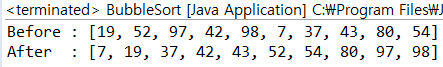 <terminated> BubbleSort [Java Application] C:₩Program Files₩J
Before : [19, 52, 97, 42, 98, 7, 37, 43, 80, 54]
After  : [7, 19, 37, 42, 43, 52, 54, 80, 97, 98]